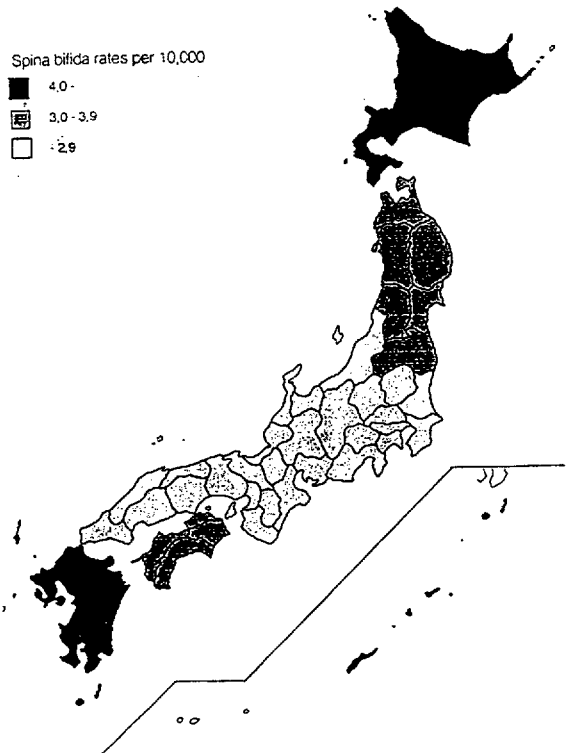 Spina bifida rates per 10,000
4,0 -
3,0 - 3,9
- 2,9